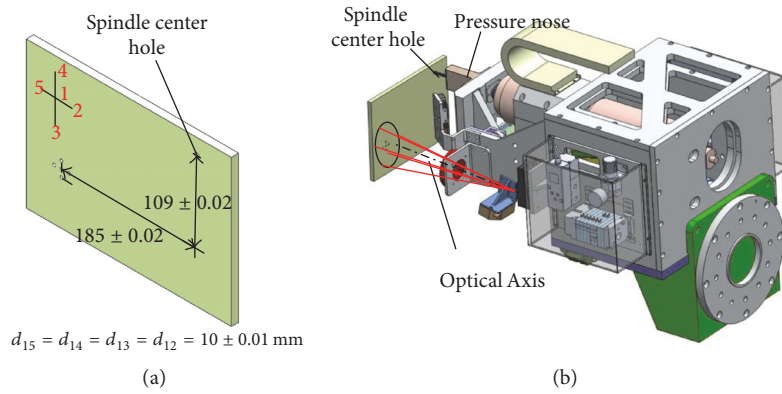 Spindle center
hole
4
5
1
2
3
109 ± 0.02
185 ± 0.02
d₁₅ = d₁₄ = d₁₃ = d₁₂ = 10 ± 0.01 mm
(a)
Spindle
center hole
Pressure nose
Optical Axis
(b)